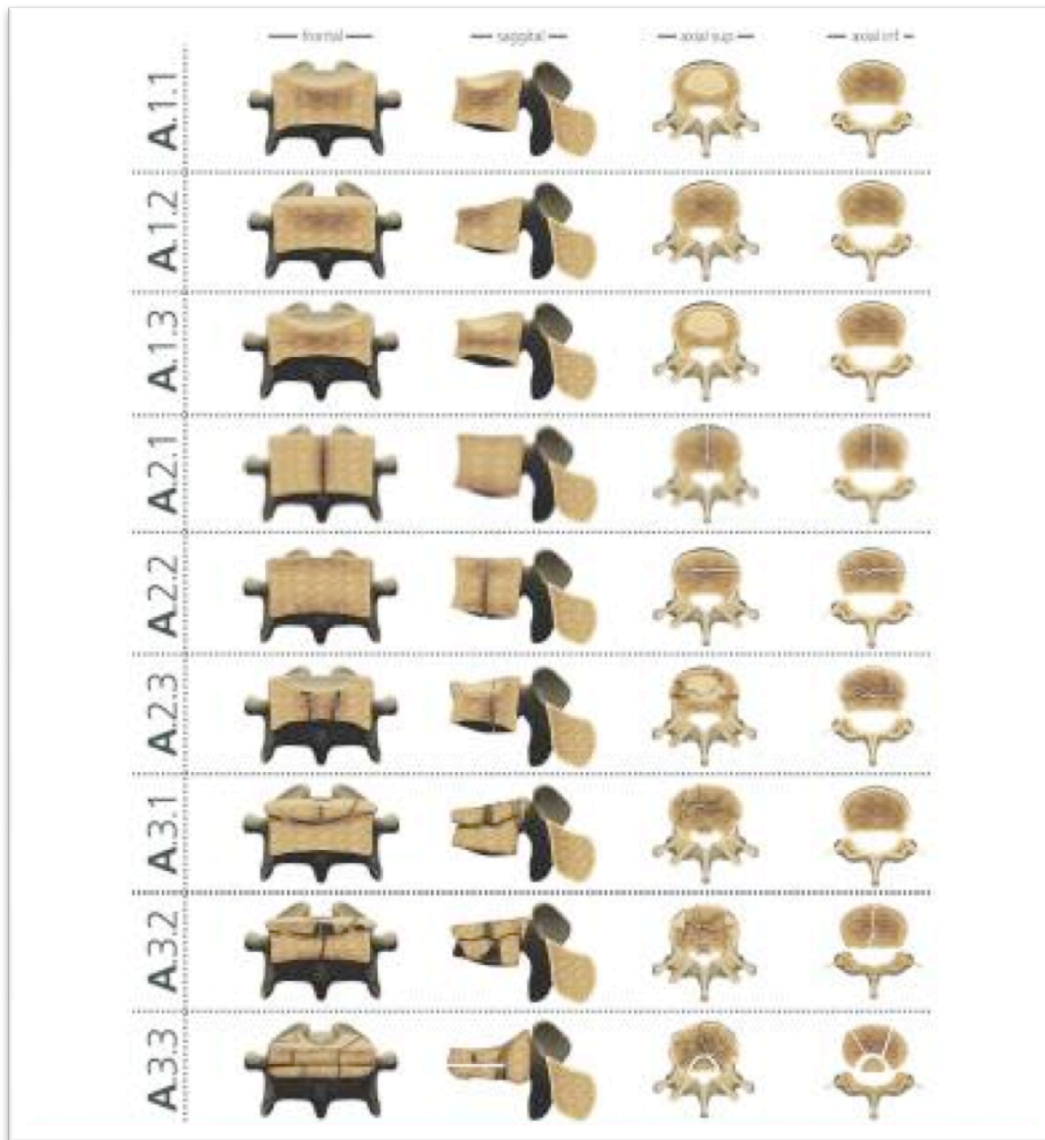 frontal
saggital
axial sup
axial inf
A.1.1
A.1.2
A.1.3
A.2.1
A.2.2
A.2.3
A.3.1
A.3.2
A.3.3